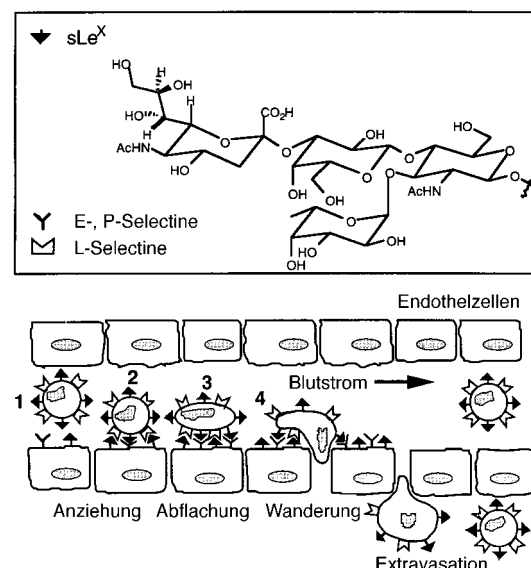 sLeˣ
HO
H
OH
HO
H
H
CO₂H
O
AcHN
HO
O
O
OH
O
OH
HO
O
HO
O
O
AcHN
O
O
OH
OH
OH
E-, P-Selectine
L-Selectine
Endothelzellen
1
2
3
4
Blutstrom
Anziehung Abflachung Wanderung
Extravasation